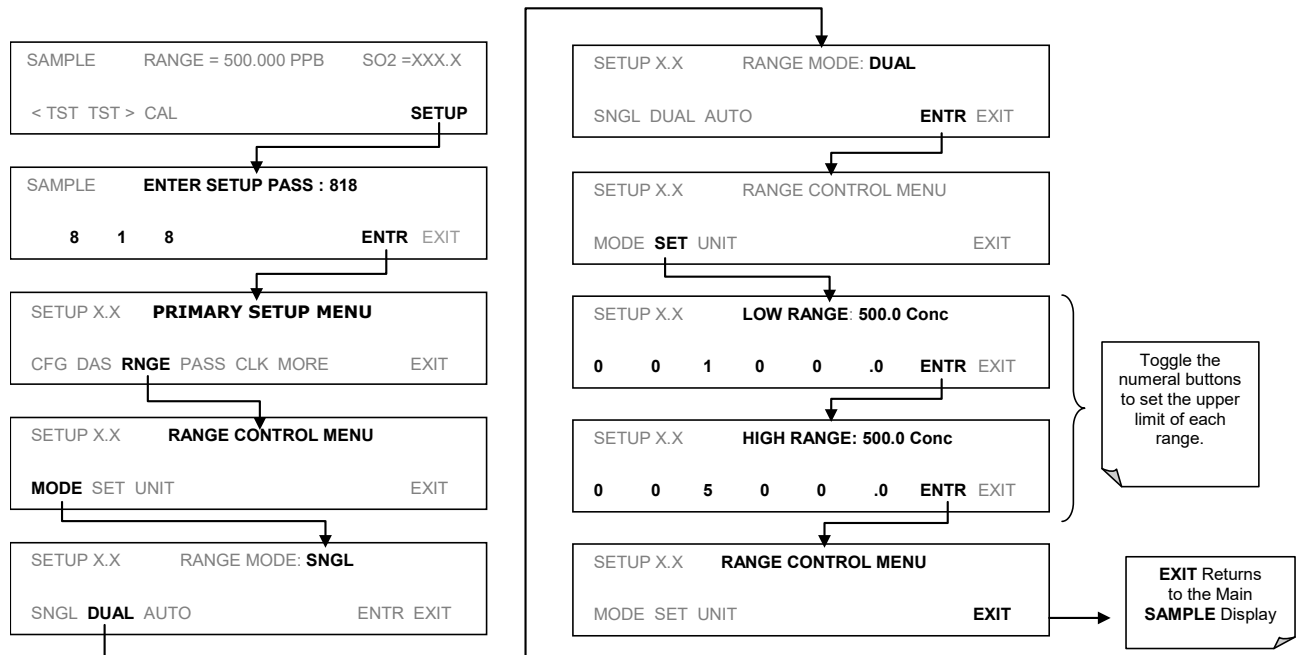 SAMPLE RANGE = 500.000 PPB SO2 =XXX.X
< TST TST > CAL SETUP
SAMPLE ENTER SETUP PASS : 818
8 1 8 ENTR EXIT
SETUP X.X PRIMARY SETUP MENU
CFG DAS RNGE PASS CLK MORE EXIT
SETUP X.X RANGE CONTROL MENU
MODE SET UNIT EXIT
SETUP X.X RANGE MODE: SNGL
SNGL DUAL AUTO ENTR EXIT
SETUP X.X RANGE MODE: DUAL
SNGL DUAL AUTO ENTR EXIT
SETUP X.X RANGE CONTROL MENU
MODE SET UNIT EXIT
SETUP X.X LOW RANGE: 500.0 Conc
0 0 1 0 0 .0 ENTR EXIT
SETUP X.X HIGH RANGE: 500.0 Conc
0 0 5 0 0 .0 ENTR EXIT
Toggle the
numeral buttons
to set the upper
limit of each
range.
SETUP X.X RANGE CONTROL MENU
MODE SET UNIT EXIT
EXIT Returns
to the Main
SAMPLE Display